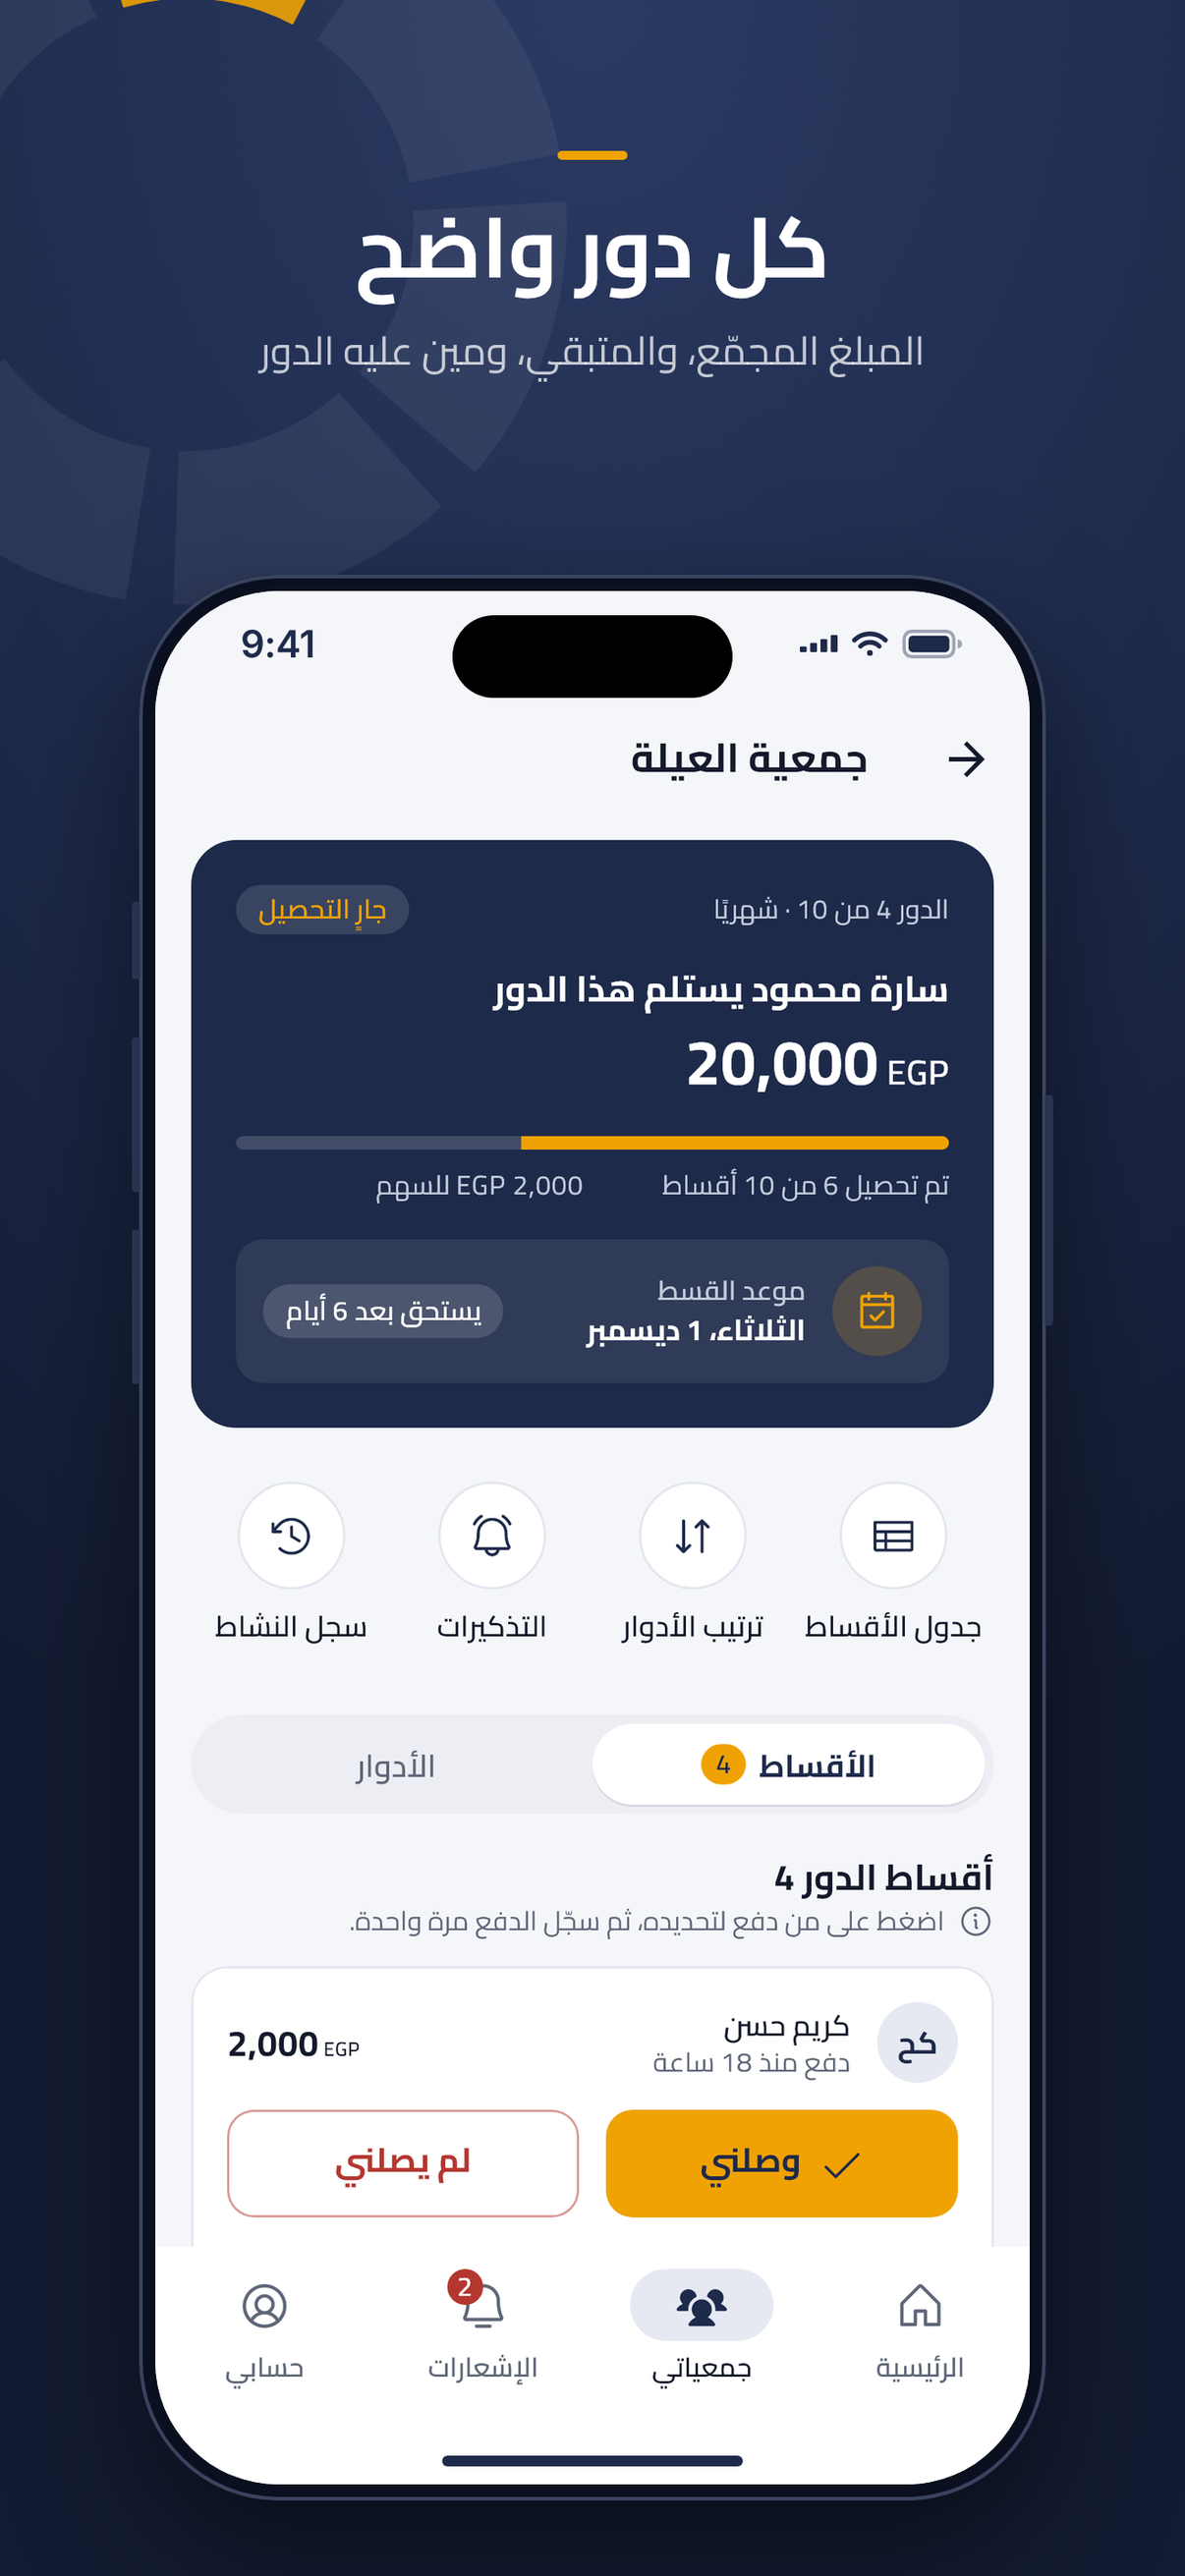 كل دور واضح
المبلغ المجمّع، والمتبقي، ومين عليه الدور
9:41
جمعية العيلة
الدور 4 من 10 · شهريًا
جارٍ التحصيل
سارة محمود يستلم هذا الدور
20,000 EGP
تم تحصيل 6 من 10 أقساط
2,000 EGP للسهم
موعد القسط
الثلاثاء، 1 ديسمبر
يستحق بعد 6 أيام
جدول الأقساط
ترتيب الأدوار
التذكيرات
سجل النشاط
الأقساط 4
الأدوار
أقساط الدور 4
اضغط على من دفع لتحديده، ثم سجّل الدفع مرة واحدة.
كح
كريم حسن
دفع منذ 18 ساعة
2,000 EGP
وصلني
لم يصلني
الرئيسية
جمعياتي
2
الإشعارات
حسابي